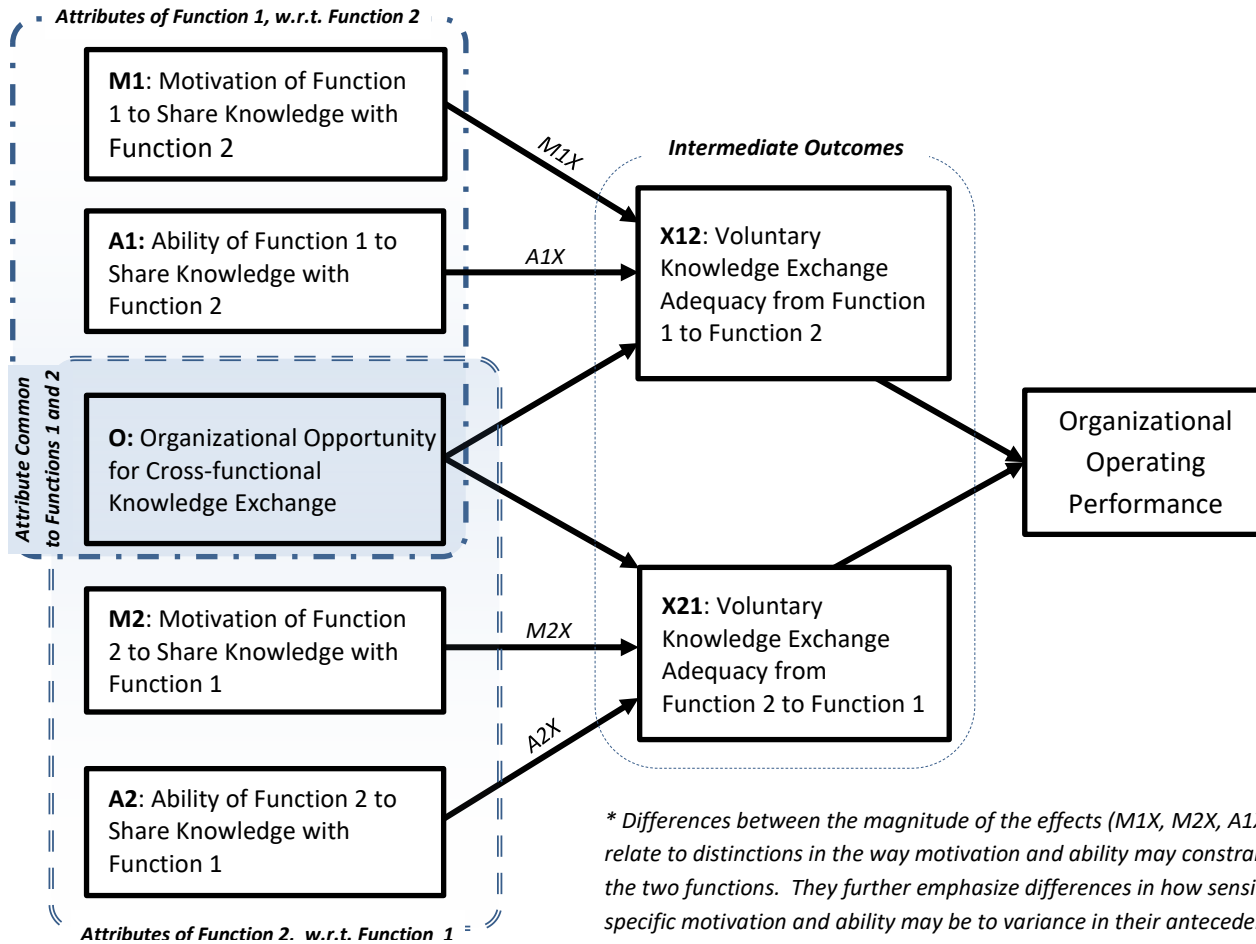 Attributes of Function 1, w.r.t. Function 2
M1: Motivation of Function
1 to Share Knowledge with
Function 2
A1: Ability of Function 1 to
Share Knowledge with
Function 2
Attribute Common
to Functions 1 and 2
O: Organizational Opportunity
for Cross-functional
Knowledge Exchange
M2: Motivation of Function
2 to Share Knowledge with
Function 1
A2: Ability of Function 2 to
Share Knowledge with
Function 1
Attributes of Function 2, w.r.t. Function 1
M1X
A1X
M2X
A2X
Intermediate Outcomes
X12: Voluntary
Knowledge Exchange
Adequacy from Function
1 to Function 2
X21: Voluntary
Knowledge Exchange
Adequacy from
Function 2 to Function 1
Organizational
Operating
Performance
* Differences between the magnitude of the effects (M1X, M2X,
relate to distinctions in the way motivation and ability may
the two functions. They further emphasize differences in how
specific motivation and ability may be to variance in their